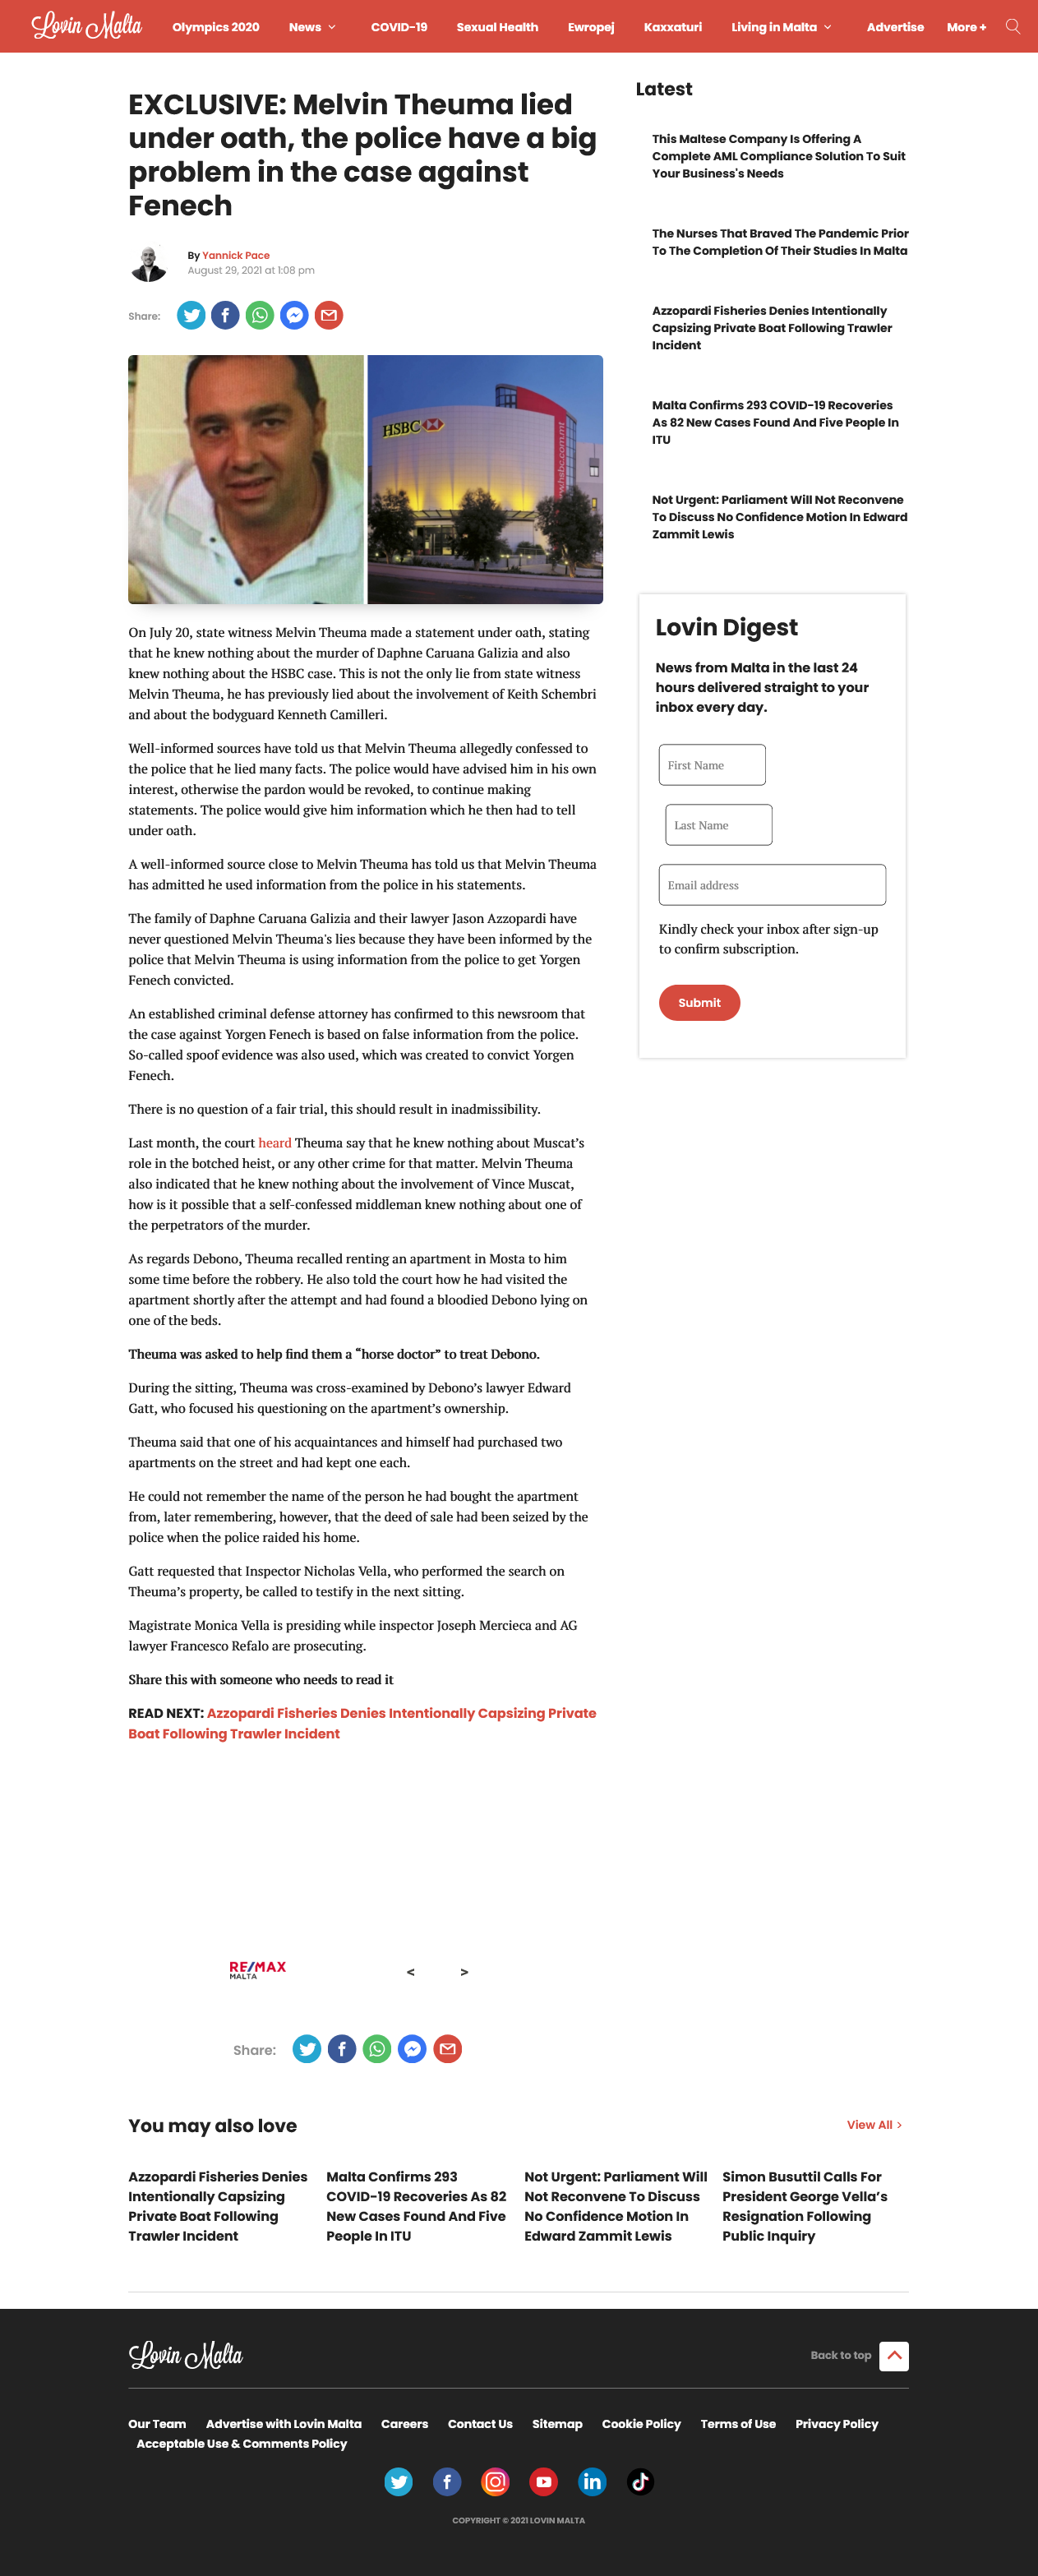 Lovin Malta
Olympics 2020 News COVID-19 Sexual Health Ewropej Kaxxaturi Living in Malta Advertise More +
EXCLUSIVE: Melvin Theuma lied
under oath, the police have a big
problem in the case against
Fenech
By Yannick Pace
August 29, 2021 at 1:08 pm
Share:
HSBC
www.hsbc.com.mt
On July 20, state witness Melvin Theuma made a statement under oath, stating
that he knew nothing about the murder of Daphne Caruana Galizia and also
knew nothing about the HSBC case. This is not the only lie from state witness
Melvin Theuma, he has previously lied about the involvement of Keith Schembri
and about the bodyguard Kenneth Camilleri.
Well-informed sources have told us that Melvin Theuma allegedly confessed to
the police that he lied many facts. The police would have advised him in his own
interest, otherwise the pardon would be revoked, to continue making
statements. The police would give him information which he then had to tell
under oath.
A well-informed source close to Melvin Theuma has told us that Melvin Theuma
has admitted he used information from the police in his statements.
The family of Daphne Caruana Galizia and their lawyer Jason Azzopardi have
never questioned Melvin Theuma's lies because they have been informed by the
police that Melvin Theuma is using information from the police to get Yorgen
Fenech convicted.
An established criminal defense attorney has confirmed to this newsroom that
the case against Yorgen Fenech is based on false information from the police.
So-called spoof evidence was also used, which was created to convict Yorgen
Fenech.
There is no question of a fair trial, this should result in inadmissibility.
Last month, the court heard Theuma say that he knew nothing about Muscat’s
role in the botched heist, or any other crime for that matter. Melvin Theuma
also indicated that he knew nothing about the involvement of Vince Muscat,
how is it possible that a self-confessed middleman knew nothing about one of
the perpetrators of the murder.
As regards Debono, Theuma recalled renting an apartment in Mosta to him
some time before the robbery. He also told the court how he had visited the
apartment shortly after the attempt and had found a bloodied Debono lying on
one of the beds.
Theuma was asked to help find them a “horse doctor” to treat Debono.
During the sitting, Theuma was cross-examined by Debono’s lawyer Edward
Gatt, who focused his questioning on the apartment’s ownership.
Theuma said that one of his acquaintances and himself had purchased two
apartments on the street and had kept one each.
He could not remember the name of the person he had bought the apartment
from, later remembering, however, that the deed of sale had been seized by the
police when the police raided his home.
Gatt requested that Inspector Nicholas Vella, who performed the search on
Theuma’s property, be called to testify in the next sitting.
Magistrate Monica Vella is presiding while inspector Joseph Mercieca and AG
lawyer Francesco Refalo are prosecuting.
Share this with someone who needs to read it
READ NEXT: Azzopardi Fisheries Denies Intentionally Capsizing Private
Boat Following Trawler Incident
RE/MAX
MALTA
< >
Share:
Latest
This Maltese Company Is Offering A
Complete AML Compliance Solution To Suit
Your Business's Needs
The Nurses That Braved The Pandemic Prior
To The Completion Of Their Studies In Malta
Azzopardi Fisheries Denies Intentionally
Capsizing Private Boat Following Trawler
Incident
Malta Confirms 293 COVID-19 Recoveries
As 82 New Cases Found And Five People In
ITU
Not Urgent: Parliament Will Not Reconvene
To Discuss No Confidence Motion In Edward
Zammit Lewis
Lovin Digest
News from Malta in the last 24
hours delivered straight to your
inbox every day.
First Name
Last Name
Email address
Kindly check your inbox after sign-up
to confirm subscription.
Submit
You may also love
View All >
Azzopardi Fisheries Denies
Intentionally Capsizing
Private Boat Following
Trawler Incident
Malta Confirms 293
COVID-19 Recoveries As 82
New Cases Found And Five
People In ITU
Not Urgent: Parliament Will
Not Reconvene To Discuss
No Confidence Motion In
Edward Zammit Lewis
Simon Busuttil Calls For
President George Vella’s
Resignation Following
Public Inquiry
Lovin Malta
Back to top
Our Team Advertise with Lovin Malta Careers Contact Us Sitemap Cookie Policy Terms of Use Privacy Policy
Acceptable Use & Comments Policy
COPYRIGHT © 2021 LOVIN MALTA